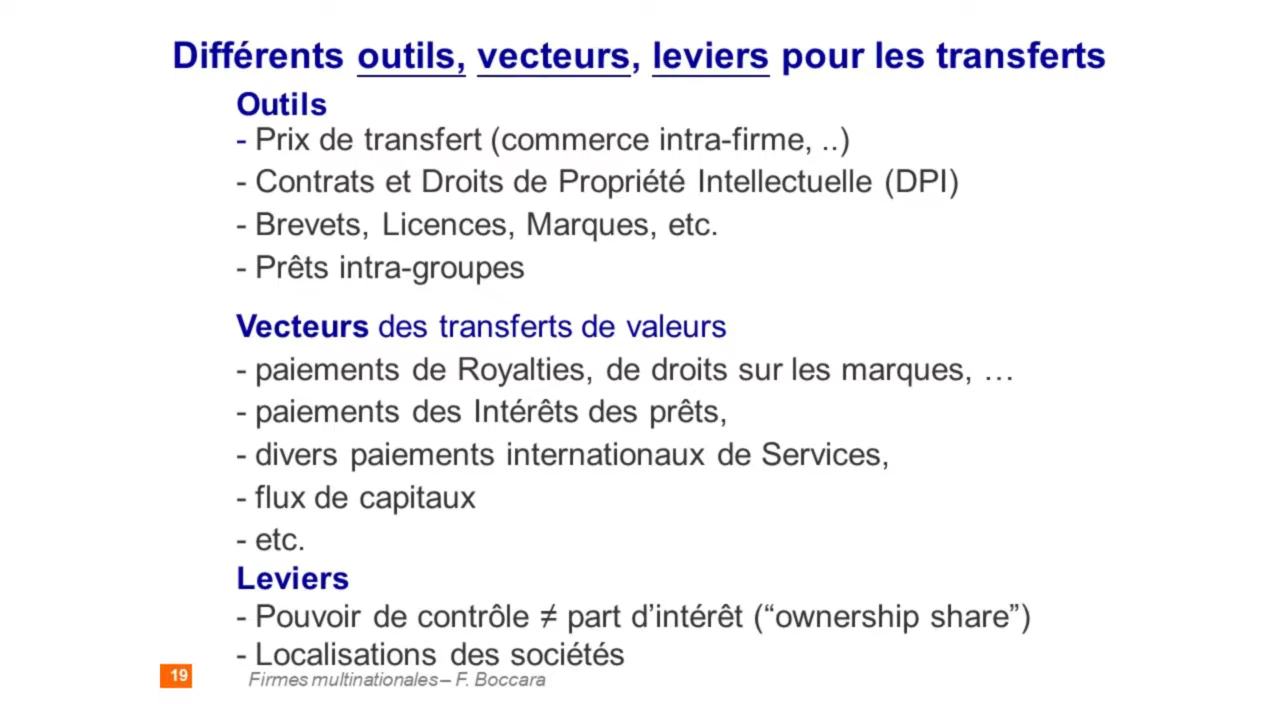 Différents outils, vecteurs, leviers pour les transferts
Outils
- Prix de transfert (commerce intra-firme, ..)
- Contrats et Droits de Propriété Intellectuelle (DPI)
- Brevets, Licences, Marques, etc.
- Prêts intra-groupes
Vecteurs des transferts de valeurs
- paiements de Royalties, de droits sur les marques, …
- paiements des Intérêts des prêts,
- divers paiements internationaux de Services,
- flux de capitaux
- etc.
Leviers
- Pouvoir de contrôle ≠ part d’intérêt (“ownership share”)
- Localisations des sociétés
19 Firmes multinationales – F. Boccara